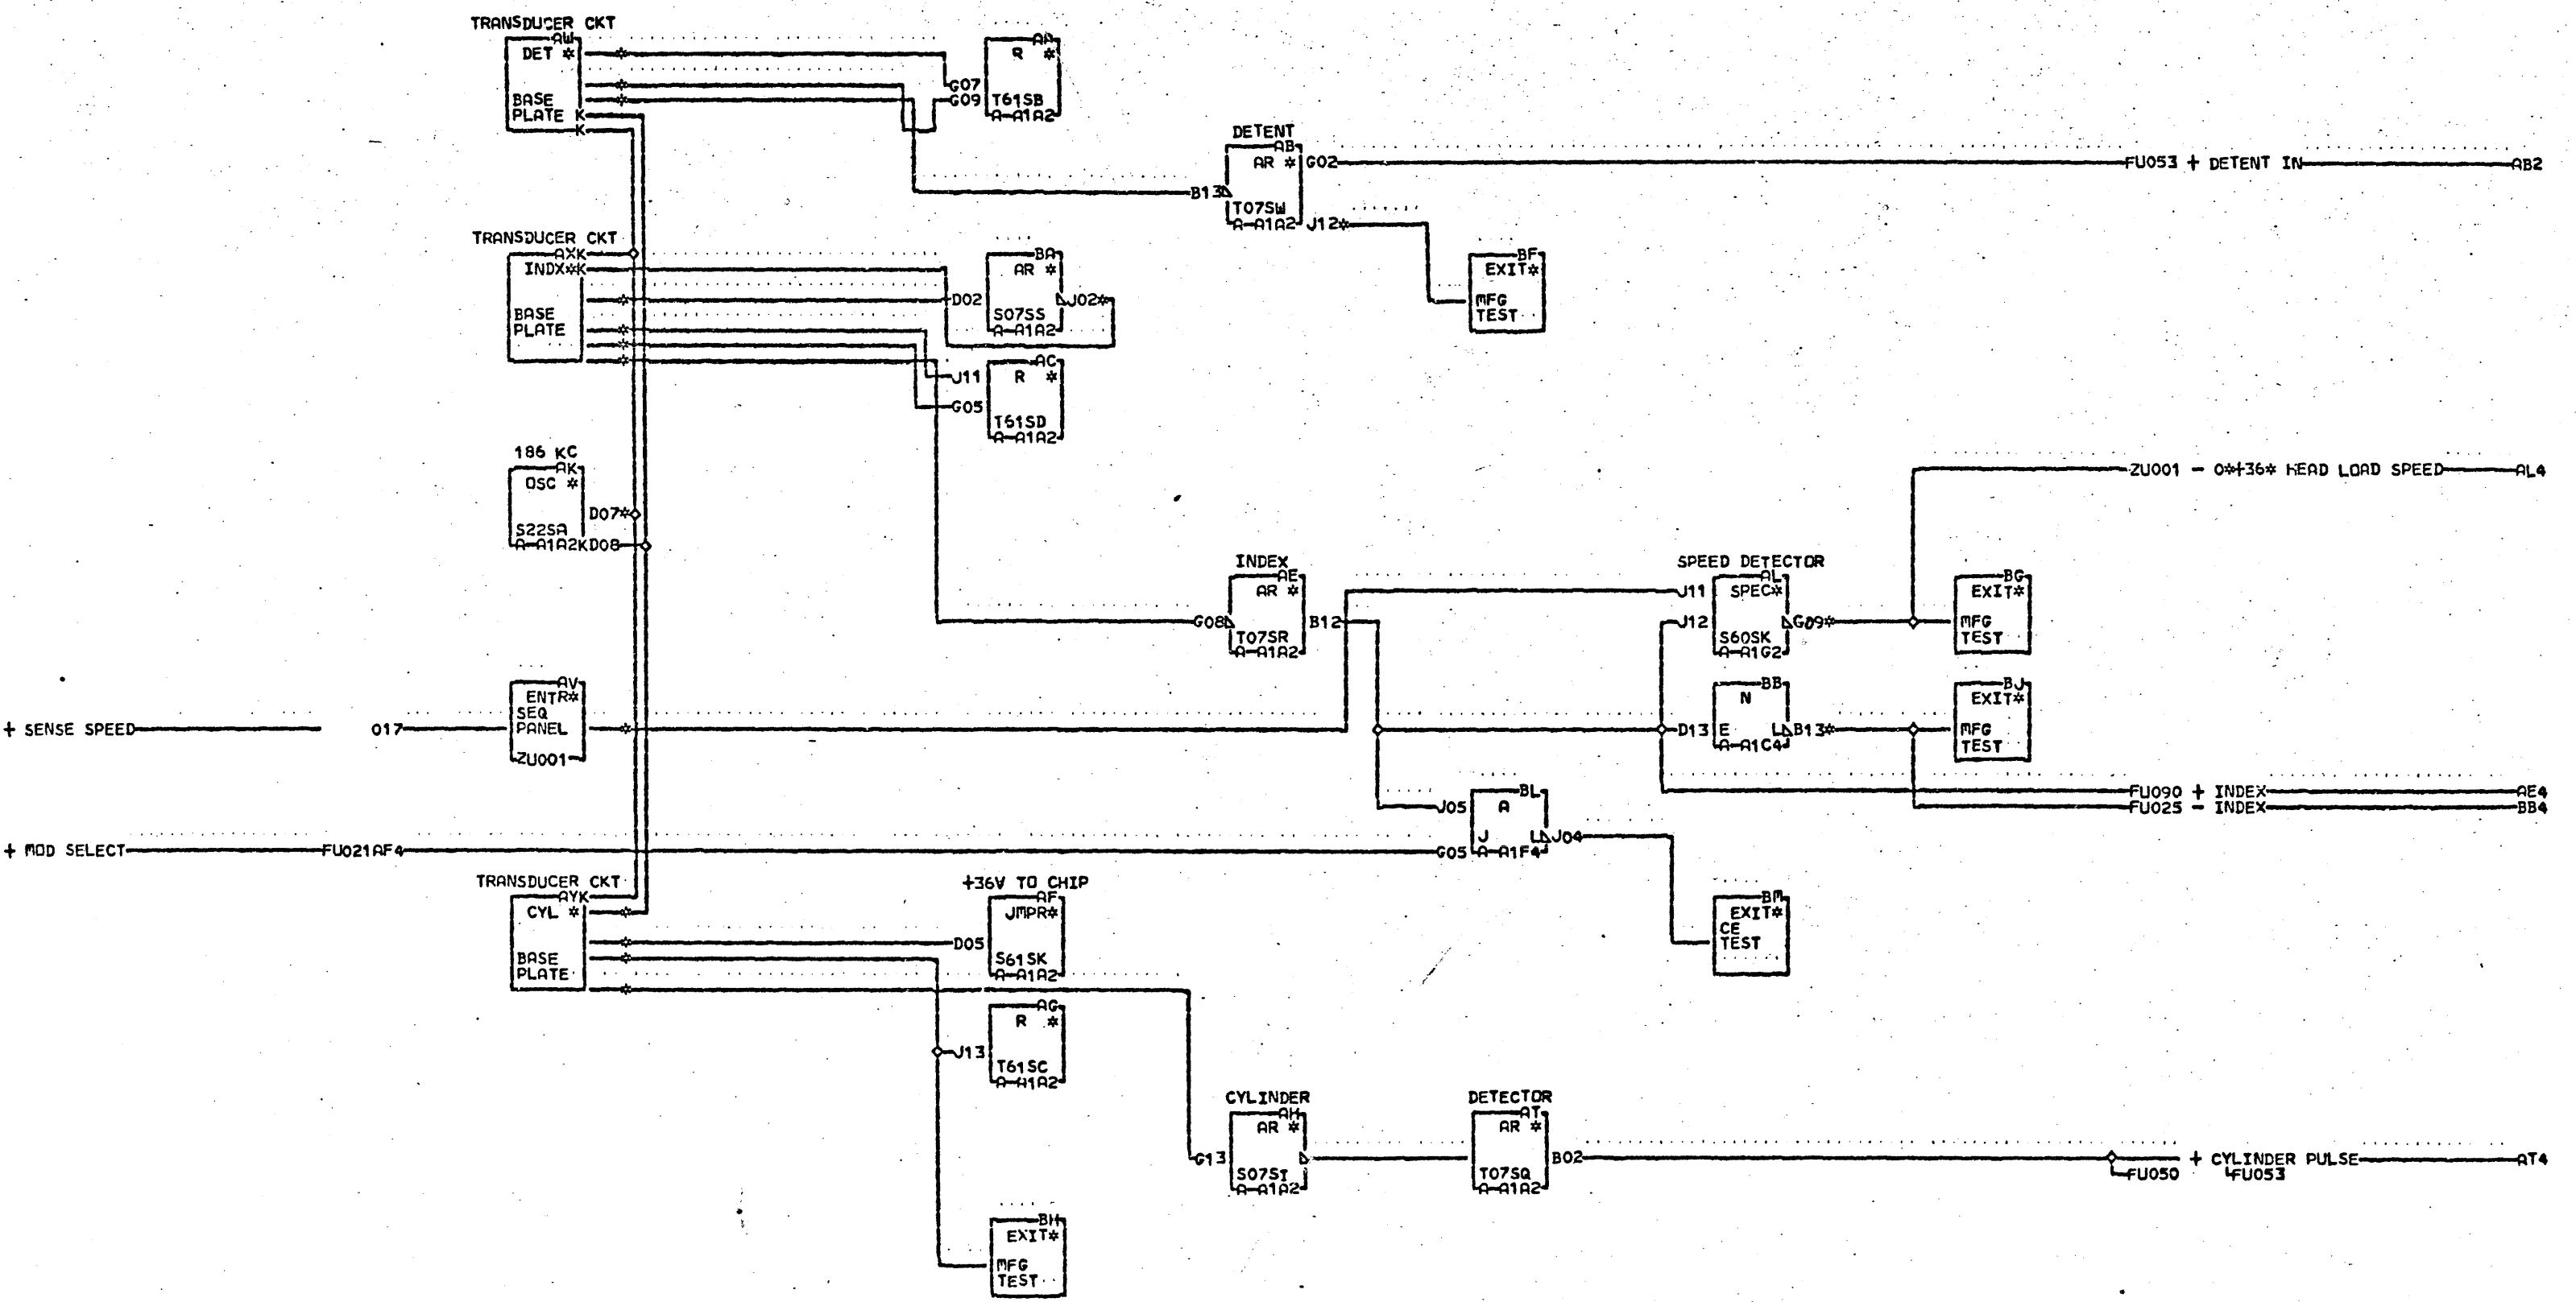 TRANSDUCER CKT
AW
DET *
BASE
PLATE K
K
R *
G07
G09
T61SB
A-A1A2
DETENT
AB
AR *
G02
FU053 + DETENT IN
AB2
B13
T07SW
A-A1A2
J12*
TRANSDUCER CKT
AXK
INDX*K
BASE
PLATE
BA
AR *
D02
J02*
S07SS
A-A1A2
BF
EXIT*
MFG
TEST
AC
R *
J11
G05
T61SD
A-A1A2
186 KC
AK
OSC *
D07*
S22SA
A-A1A2KD08
ZU001 - 0*+36* HEAD LOAD SPEED
AL4
INDEX
AE
AR *
G08
B12
T07SR
A-A1A2
SPEED DETECTOR
AL
SPEC*
J11
J12
G09*
S60SK
A-A1G2
BG
EXIT*
MFG
TEST
+ SENSE SPEED
017
AV
ENTR*
SEQ
PANEL
ZU001
BB
N
D13
E
L
B13*
A-A1C4
BJ
EXIT*
MFG
TEST
FU090 + INDEX
AE4
FU025 - INDEX
BB4
+ MOD SELECT
FU021AF4
BL
A
J05
J
L
J04
G05
A-A1F4
BM
EXIT*
CE
TEST
TRANSDUCER CKT
AYK
CYL *
BASE
PLATE
+36V TO CHIP
AF
JMPR*
D05
S61SK
A-A1A2
AG
R *
J13
T61SC
A-A1A2
CYLINDER
AH
AR *
G13
S07SI
A-A1A2
DETECTOR
AT
AR *
B02
T07SQ
A-A1A2
+ CYLINDER PULSE
AT4
FU050
FU053
BH
EXIT*
MFG
TEST